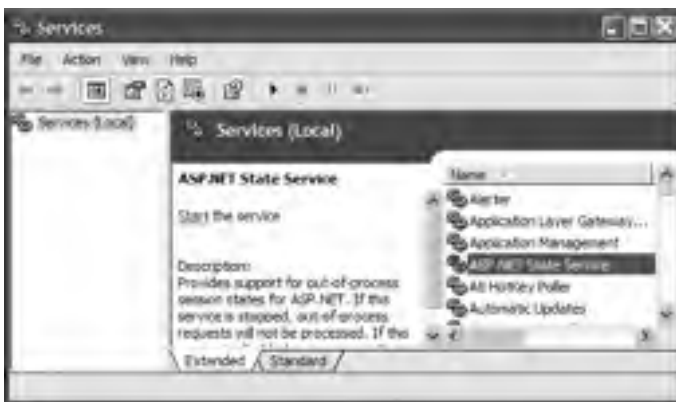 Services
File Action View Help
Services (Local)
Services (Local)
ASP.NET State Service
Start the service
Description:
Provides support for out-of-process
session states for ASP.NET. If this
service is stopped, out-of-process
requests will not be processed. If this
Name
Alerter
Application Layer Gateway...
Application Management
ASP.NET State Service
Ati HotKey Poller
Automatic Updates
Extended
Standard